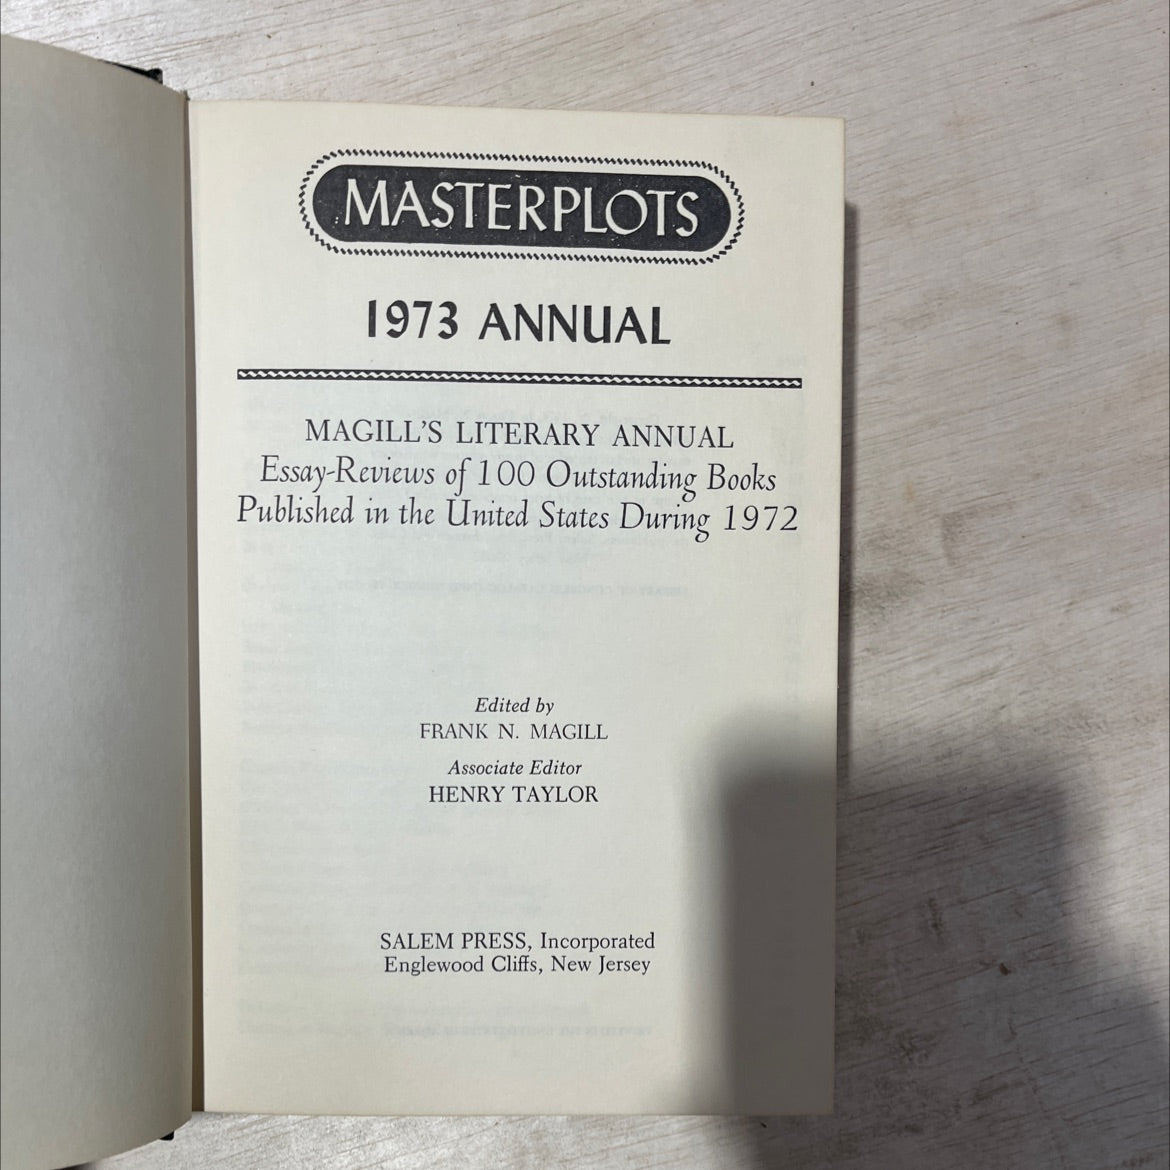 MASTERPLOTS
1973 ANNUAL
MAGILL'S LITERARY ANNUAL
Essay-Reviews of 100 Outstanding Books
Published in the United States During 1972
Edited by
FRANK N. MAGILL
Associate Editor
HENRY TAYLOR
SALEM PRESS, Incorporated
Englewood Cliffs, New Jersey